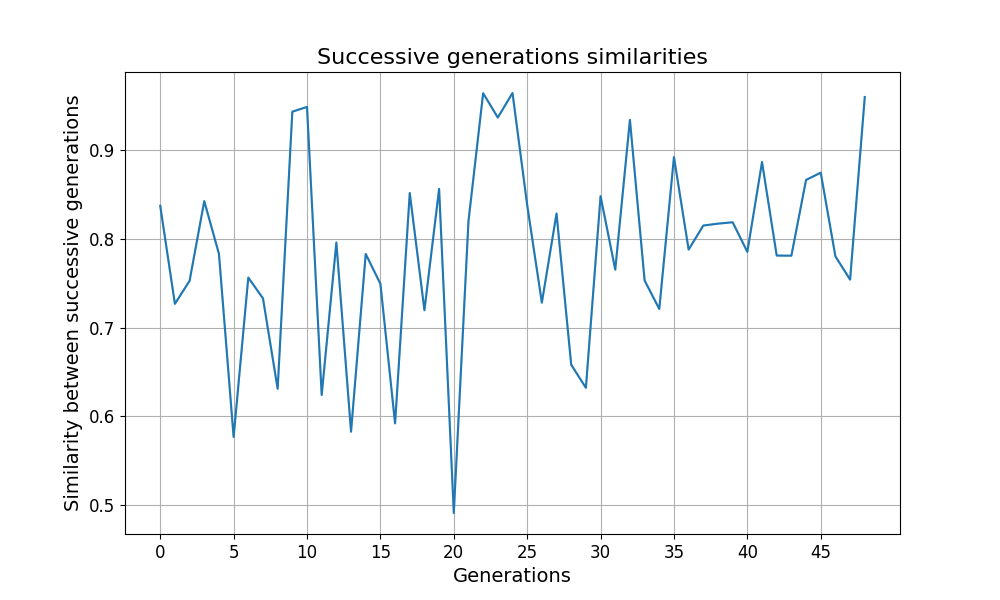 Successive generations similarities
Similarity between successive generations
0.9
0.8
0.7
0.6
0.5
0 5 10 15 20 25 30 35 40 45
Generations